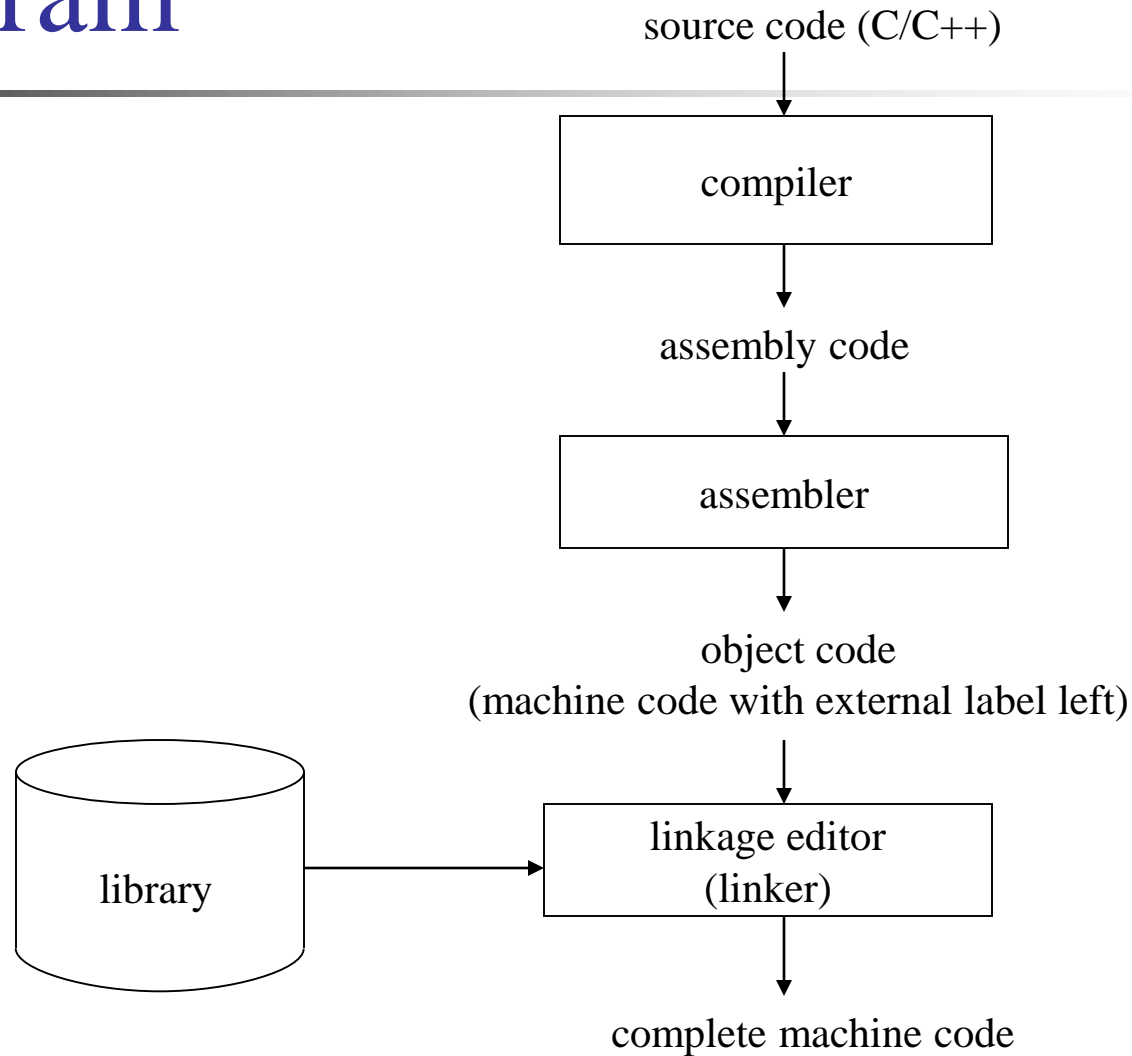 ram
source code (C/C++)
compiler
assembly code
assembler
object code
(machine code with external label left)
linkage editor
(linker)
library
complete machine code